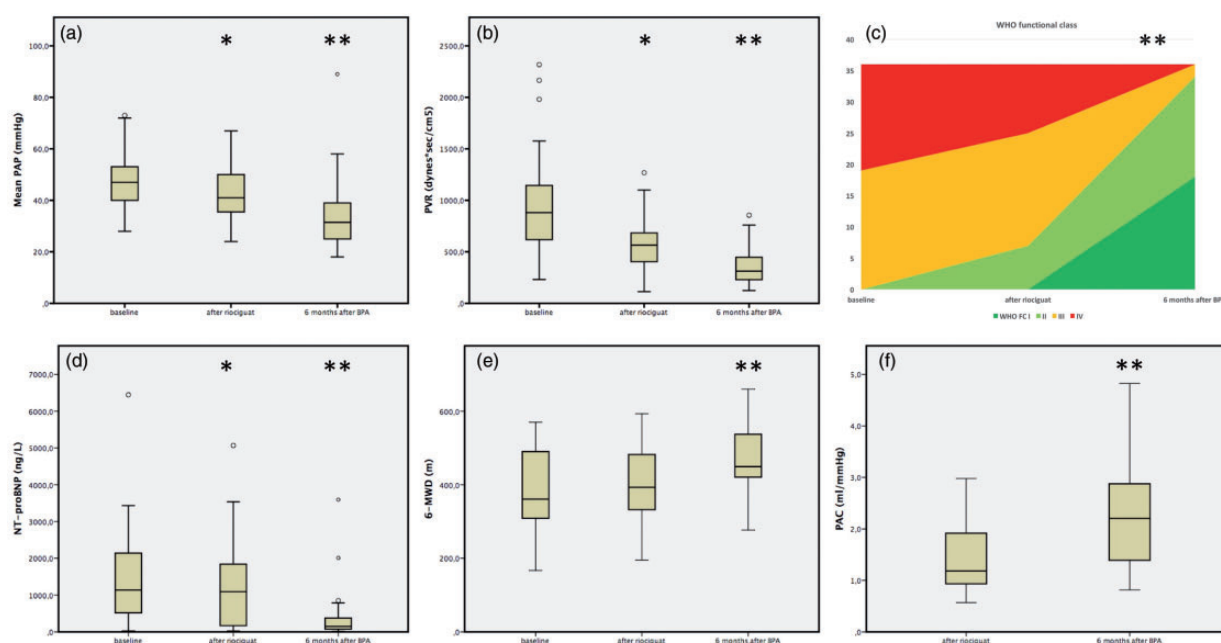 (a)
*
**
100,0
80,0
60,0
40,0
20,0
,0
Mean PAP (mmHg)
baseline
after riociguat
6 months after BPA
(b)
*
**
2500
2000
1500
1000,0
500,0
,0
PVR (dynes*sec/cm5)
baseline
after riociguat
6 months after BPA
(c)
WHO functional class
**
40
35
30
25
20
15
10
5
0
baseline
after riociguat
6 months after BPA
WHO FC I
II
III
IV
(d)
*
**
7000
6000,0
5000,0
4000,0
3000,0
2000,0
1000,0
,0
NT-proBNP (ng/L)
baseline
after riociguat
6 months after BPA
(e)
**
600,0
400,0
200,0
,0
6-MWD (m)
baseline
after riociguat
6 months after BPA
(f)
**
5,0
4,0
3,0
2,0
1,0
,0
PAC (ml/mmHg)
after riociguat
6 months after BPA